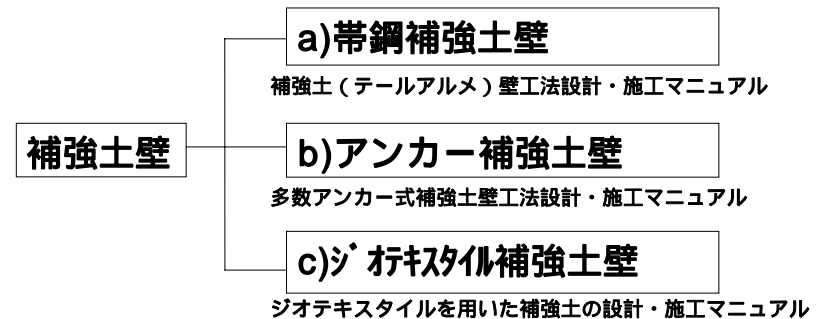 a)帯鋼補強土壁
補強土（テールアルメ）壁工法設計・施工マニュアル
補強土壁
b)アンカー補強土壁
多数アンカー式補強土壁工法設計・施工マニュアル
c)ｼﾞｵﾃｷｽﾀｲﾙ補強土壁
ジオテキスタイルを用いた補強土の設計・施工マニュアル